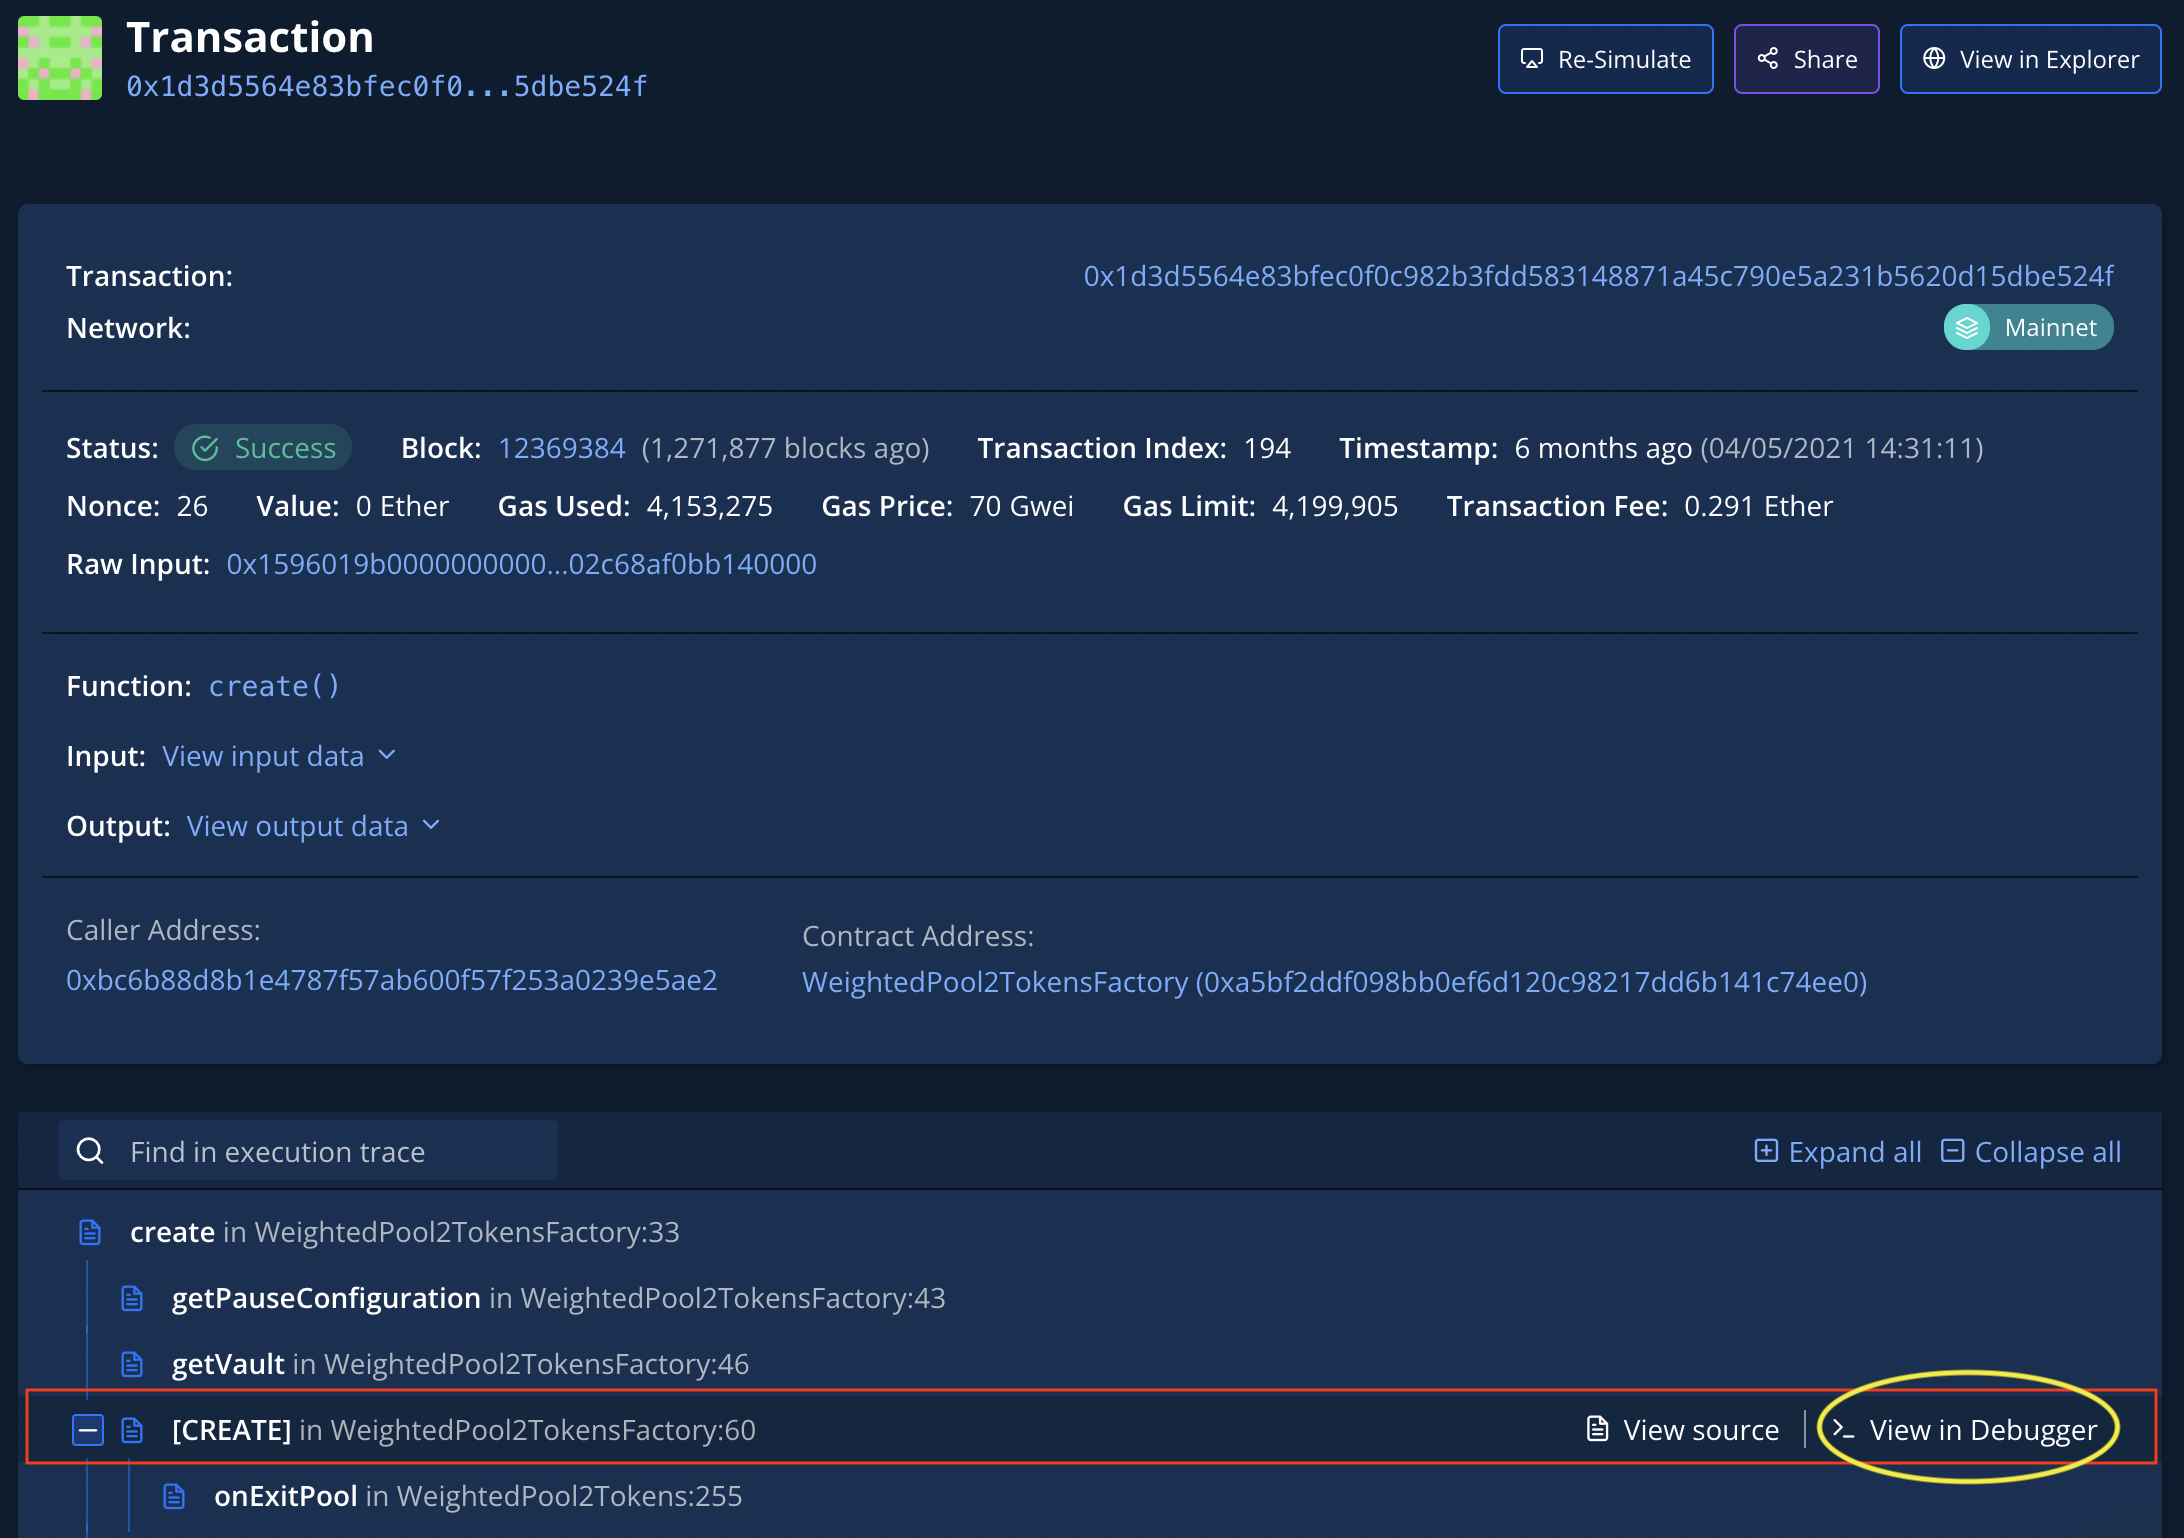 Transaction
0x1d3d5564e83bfec0f0...5dbe524f
Re-Simulate
Share
View in Explorer
Transaction: 0x1d3d5564e83bfec0f0c982b3fdd583148871a45c790e5a231b5620d15dbe524f
Network: Mainnet
Status: Success Block: 12369384 (1,271,877 blocks ago) Transaction Index: 194 Timestamp: 6 months ago (04/05/2021 14:31:11)
Nonce: 26 Value: 0 Ether Gas Used: 4,153,275 Gas Price: 70 Gwei Gas Limit: 4,199,905 Transaction Fee: 0.291 Ether
Raw Input: 0x1596019b0000000000...02c68af0bb140000
Function: create()
Input: View input data
Output: View output data
Caller Address:
0xbc6b88d8b1e4787f57ab600f57f253a0239e5ae2
Contract Address:
WeightedPool2TokensFactory (0xa5bf2ddf098bb0ef6d120c98217dd6b141c74ee0)
Find in execution trace
Expand all Collapse all
create in WeightedPool2TokensFactory:33
getPauseConfiguration in WeightedPool2TokensFactory:43
getVault in WeightedPool2TokensFactory:46
[CREATE] in WeightedPool2TokensFactory:60 View source View in Debugger
onExitPool in WeightedPool2Tokens:255